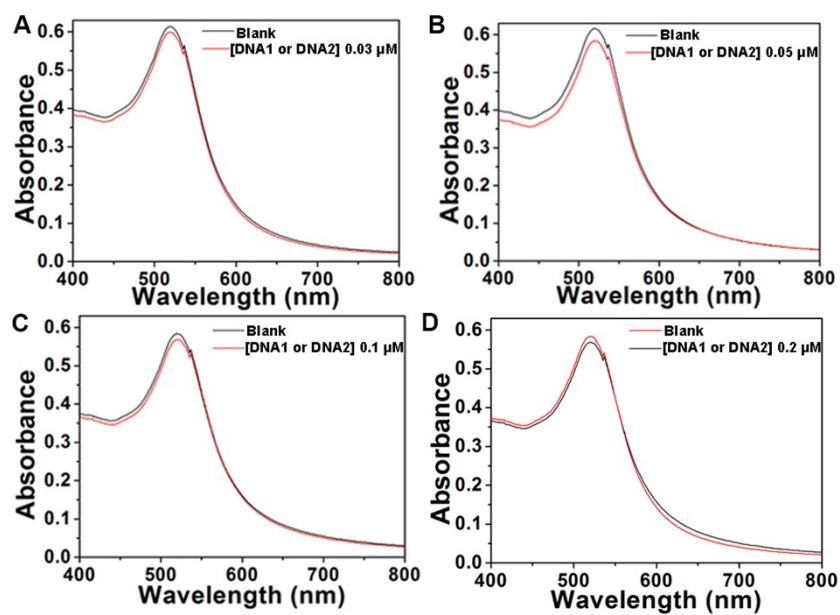 A
Blank
[DNA1 or DNA2] 0.03 µM
Absorbance
0.6
0.5
0.4
0.3
0.2
0.1
0.0
400 500 600 700 800
Wavelength (nm)
B
Blank
[DNA1 or DNA2] 0.05 µM
Absorbance
0.6
0.5
0.4
0.3
0.2
0.1
0.0
400 500 600 700 800
Wavelength (nm)
C
Blank
[DNA1 or DNA2] 0.1 µM
Absorbance
0.6
0.5
0.4
0.3
0.2
0.1
0.0
400 500 600 700 800
Wavelength (nm)
D
Blank
[DNA1 or DNA2] 0.2 µM
Absorbance
0.6
0.5
0.4
0.3
0.2
0.1
0.0
400 500 600 700 800
Wavelength (nm)